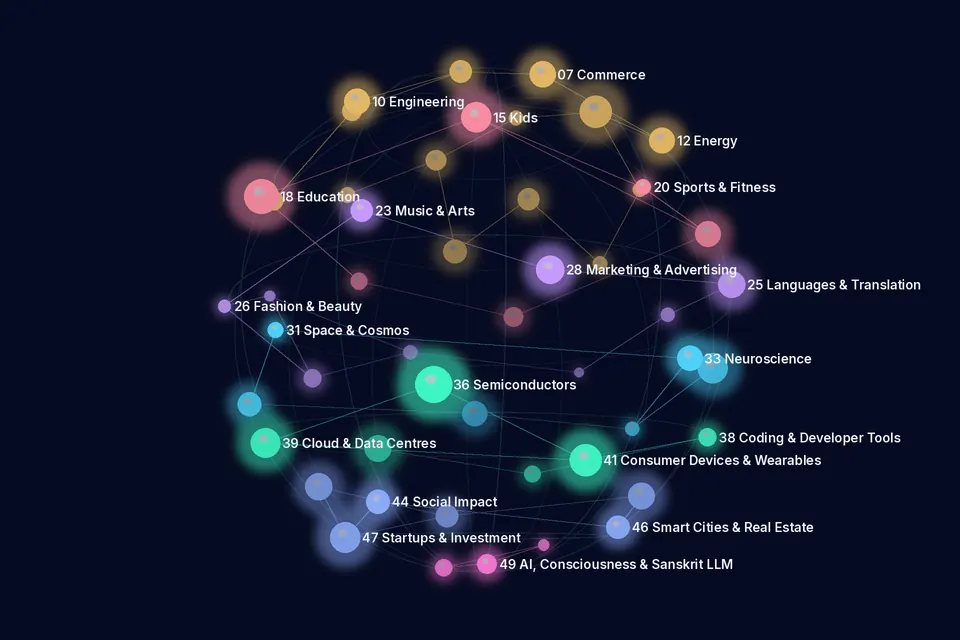 07 Commerce
10 Engineering
15 Kids
12 Energy
20 Sports & Fitness
18 Education
23 Music & Arts
28 Marketing & Advertising
25 Languages & Translation
26 Fashion & Beauty
31 Space & Cosmos
33 Neuroscience
36 Semiconductors
38 Coding & Developer Tools
39 Cloud & Data Centres
41 Consumer Devices & Wearables
44 Social Impact
46 Smart Cities & Real Estate
47 Startups & Investment
49 AI, Consciousness & Sanskrit LLM